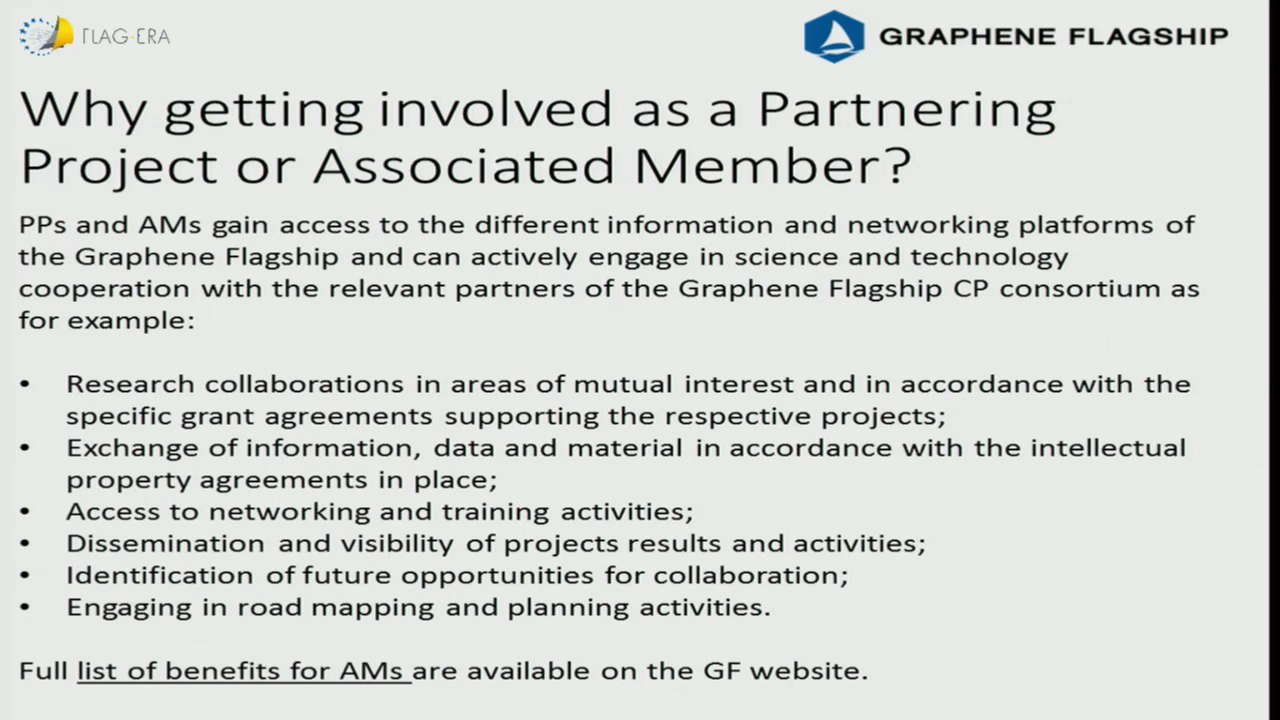 FLAG-ERA
GRAPHENE FLAGSHIP
Why getting involved as a Partnering
Project or Associated Member?
PPs and AMs gain access to the different information and networking platforms of
the Graphene Flagship and can actively engage in science and technology
cooperation with the relevant partners of the Graphene Flagship CP consortium as
for example:
• Research collaborations in areas of mutual interest and in accordance with the
specific grant agreements supporting the respective projects;
• Exchange of information, data and material in accordance with the intellectual
property agreements in place;
• Access to networking and training activities;
• Dissemination and visibility of projects results and activities;
• Identification of future opportunities for collaboration;
• Engaging in road mapping and planning activities.
Full list of benefits for AMs are available on the GF website.